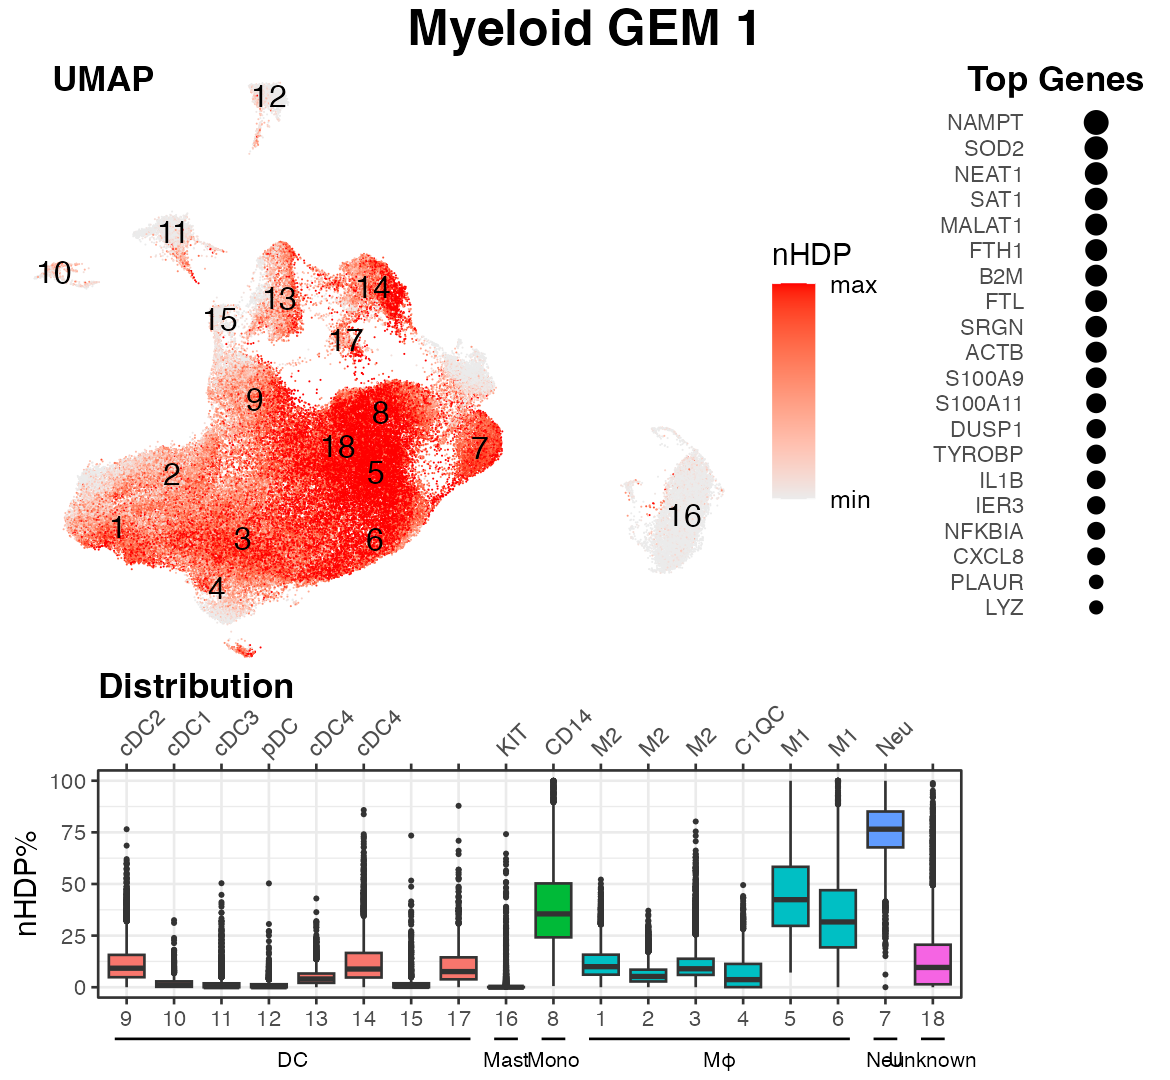 Myeloid GEM 1
UMAP
12
11
10
13
14
15
17
9
8
18
7
2
5
1
3
6
4
16
nHDP
max
min
Top Genes
NAMPT
SOD2
NEAT1
SAT1
MALAT1
FTH1
B2M
FTL
SRGN
ACTB
S100A9
S100A11
DUSP1
TYROBP
IL1B
IER3
NFKBIA
CXCL8
PLAUR
LYZ
Distribution
cDC2 cDC1 cDC3 pDC cDC4 cDC4 KIT CD14 M2 M2 M2 C1QC M1 M1 Neu
nHDP%
100
75
50
25
0
9 10 11 12 13 14 15 17 16 8 1 2 3 4 5 6 7 18
DC Mast Mono Mφ Neu Unknown